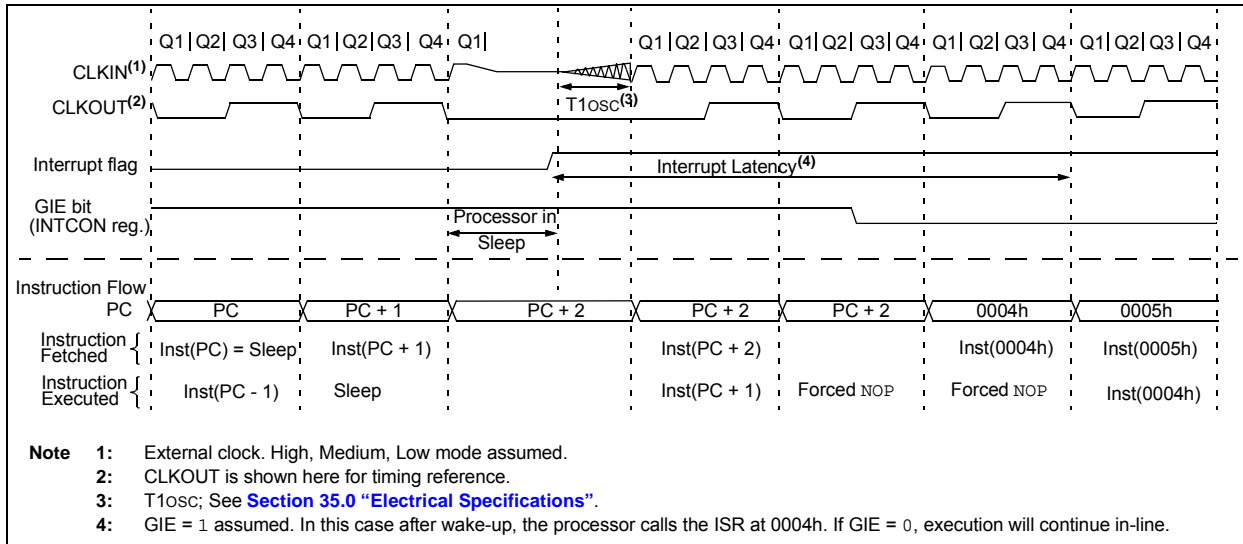 Q1| Q2| Q3| Q4 Q1| Q2| Q3| Q4 Q1| Q1| Q2| Q3| Q4 Q1| Q2| Q3| Q4 Q1| Q2| Q3| Q4 Q1| Q2| Q3| Q4
CLKIN(1)
CLKOUT(2)
T1OSC(3)
Interrupt flag
Interrupt Latency(4)
GIE bit
(INTCON reg.)
Processor in
Sleep
Instruction Flow
PC PC PC + 1 PC + 2 PC + 2 PC + 2 0004h 0005h
Instruction
Fetched { Inst(PC) = Sleep Inst(PC + 1) Inst(PC + 2) Inst(0004h) Inst(0005h)
Instruction
Executed { Inst(PC - 1) Sleep Inst(PC + 1) Forced NOP Forced NOP Inst(0004h)
Note 1: External clock. High, Medium, Low mode assumed.
2: CLKOUT is shown here for timing reference.
3: T1OSC; See Section 35.0 “Electrical Specifications”.
4: GIE = 1 assumed. In this case after wake-up, the processor calls the ISR at 0004h. If GIE = 0, execution will continue in-line.